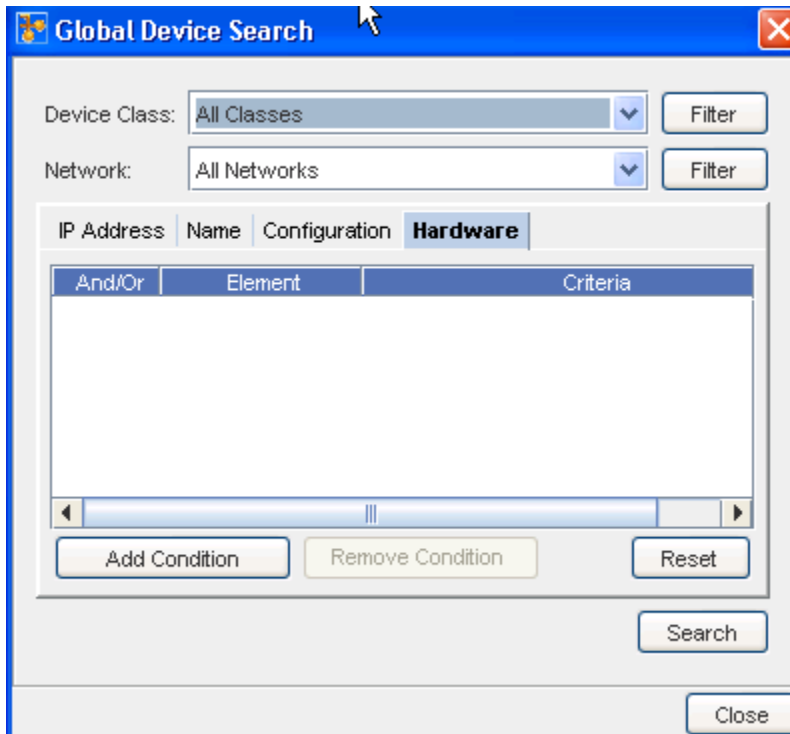 Global Device Search
Device Class: All Classes Filter
Network: All Networks Filter
IP Address Name Configuration Hardware
And/Or Element Criteria
Add Condition Remove Condition Reset
Search
Close